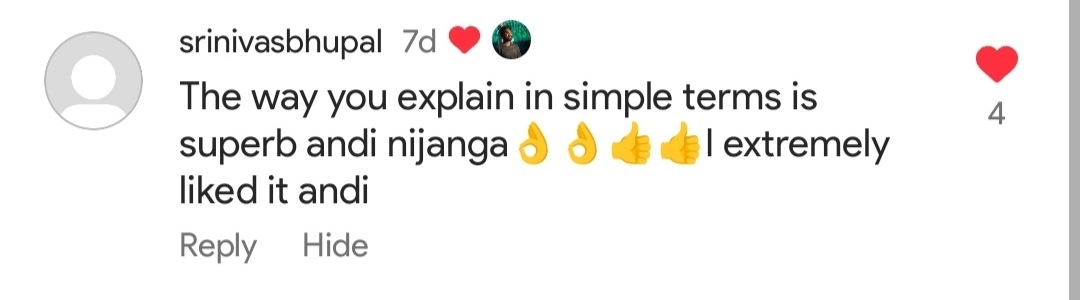 srinivasbhupal 7d ❤️
The way you explain in simple terms is
superb andi nijanga👌👌👍👍I extremely
liked it andi
4
Reply Hide